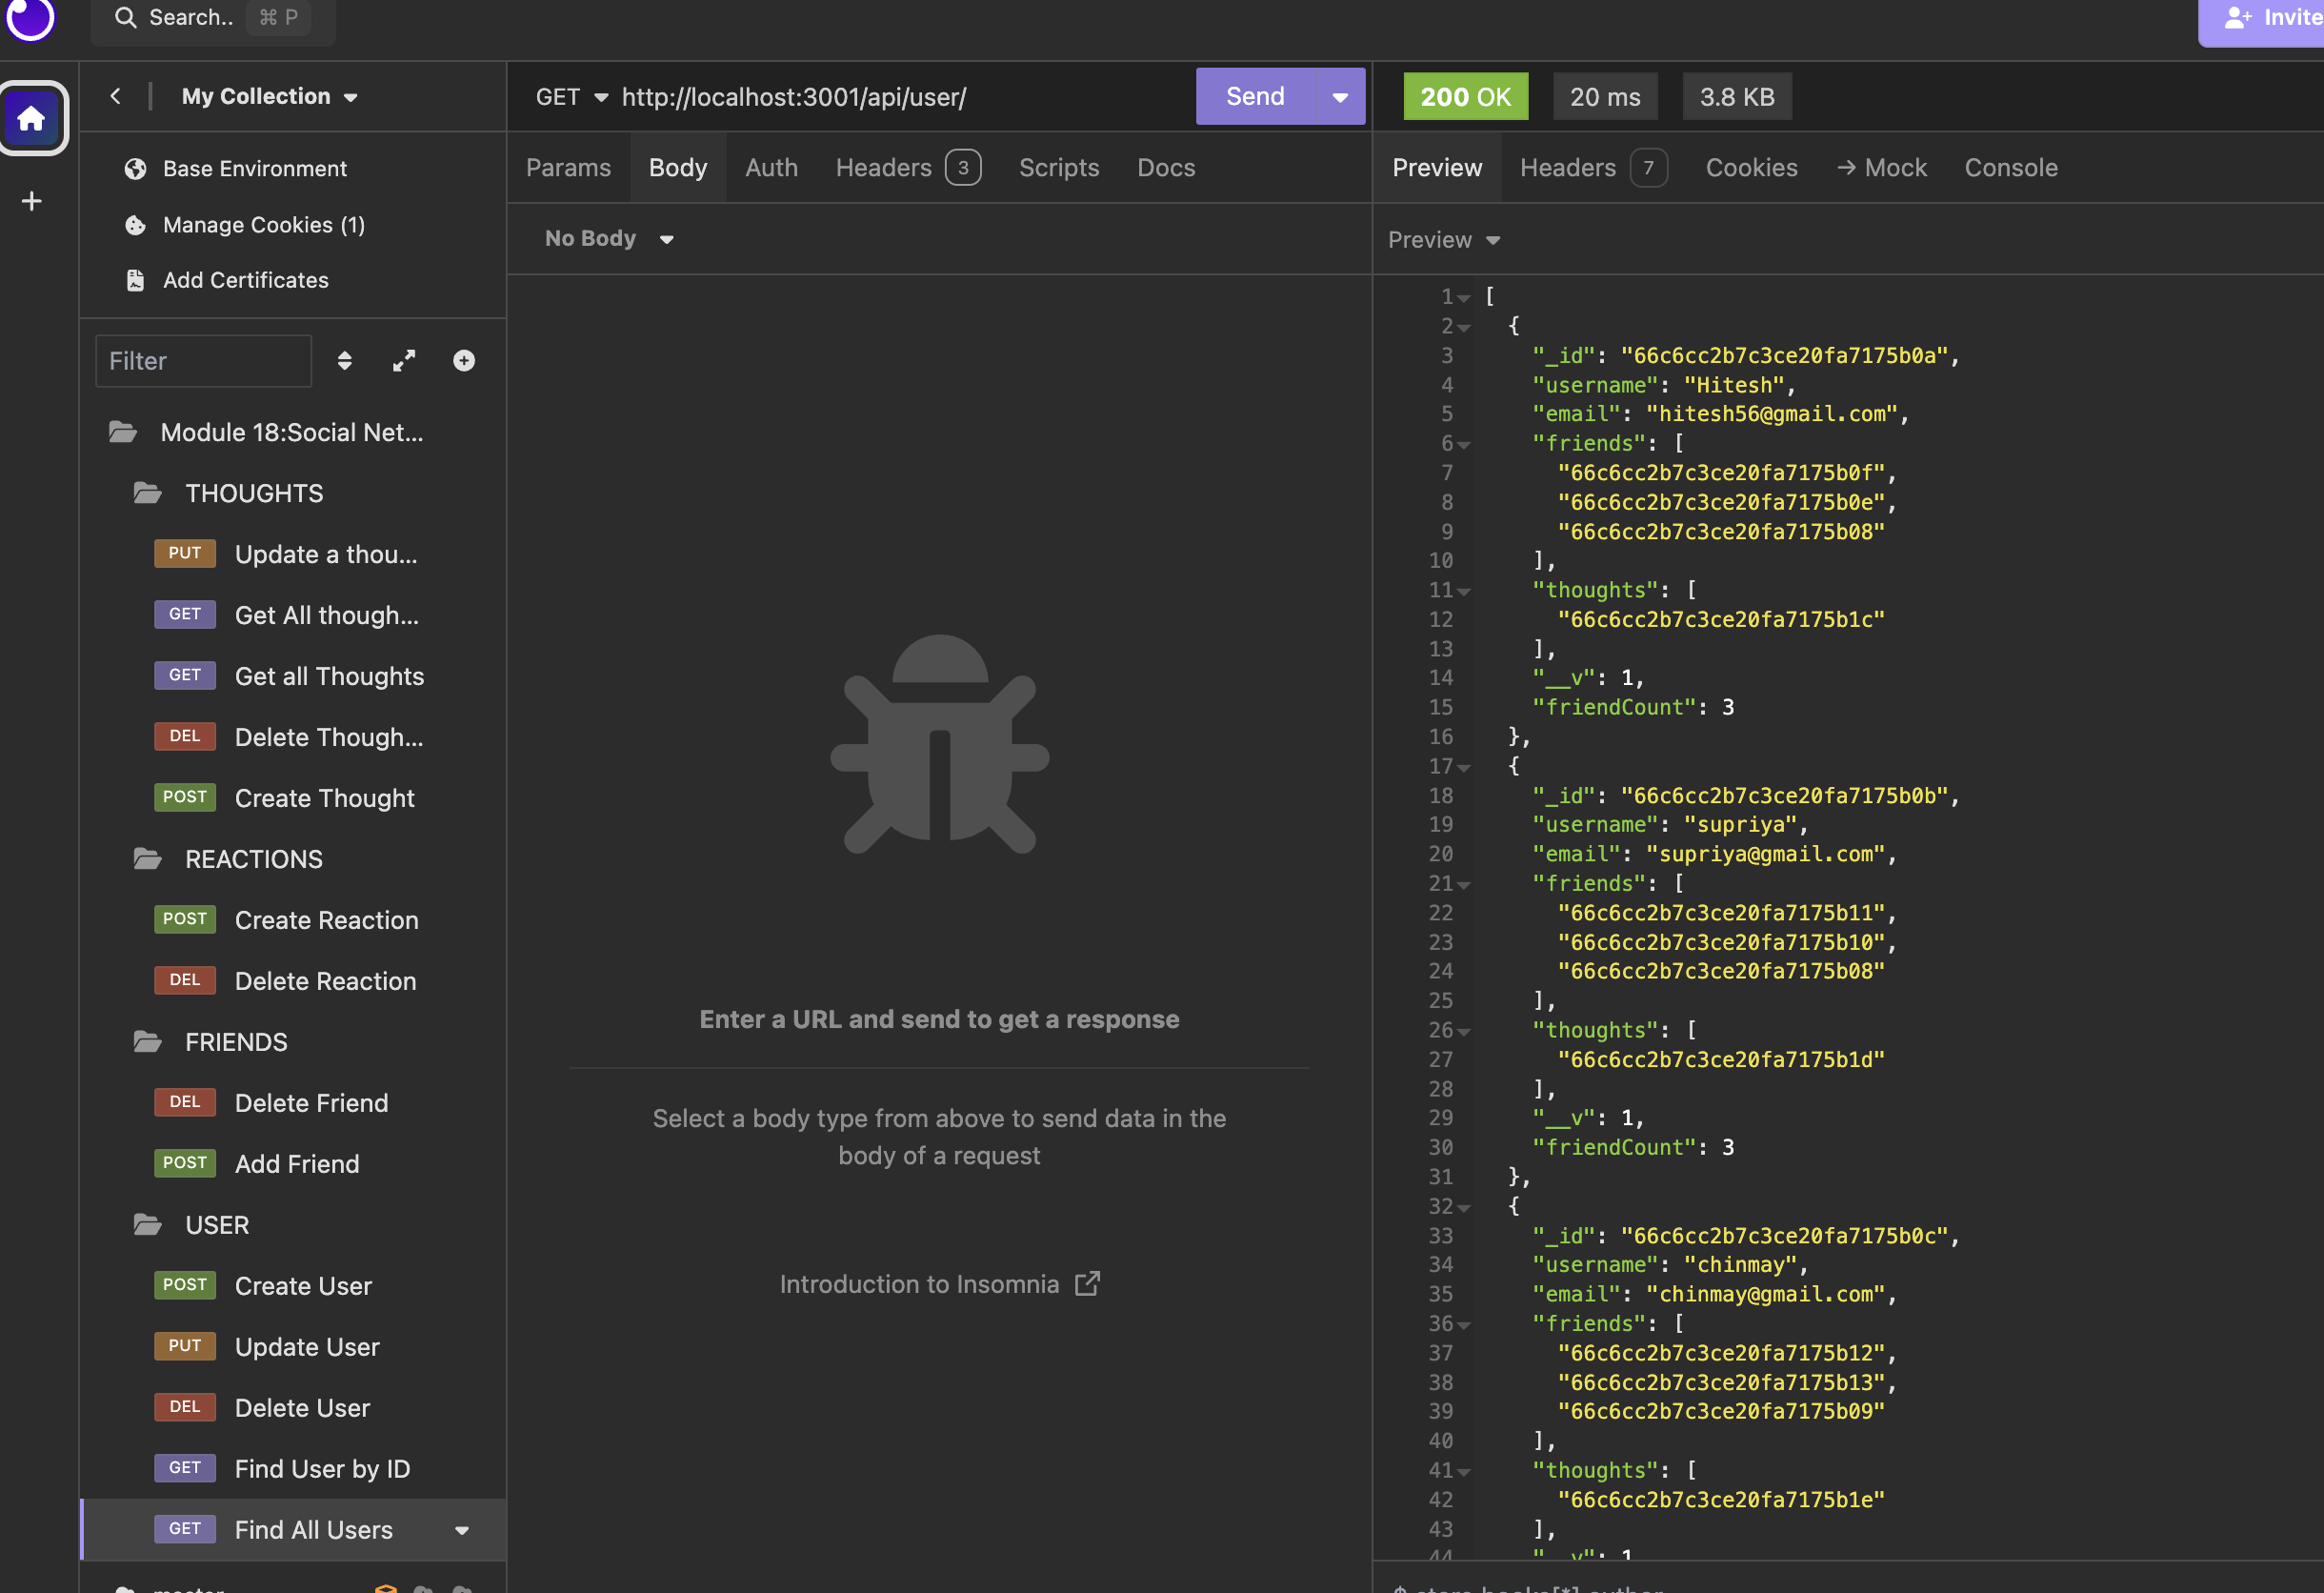 Search.. ⌘ P
Invite
My Collection
Base Environment
Manage Cookies (1)
Add Certificates
Filter
Module 18:Social Net...
THOUGHTS
PUT Update a thou...
GET Get All though...
GET Get all Thoughts
DEL Delete Though...
POST Create Thought
REACTIONS
POST Create Reaction
DEL Delete Reaction
FRIENDS
DEL Delete Friend
POST Add Friend
USER
POST Create User
PUT Update User
DEL Delete User
GET Find User by ID
GET Find All Users
master
GET http://localhost:3001/api/user/ Send
Params Body Auth Headers 3 Scripts Docs
No Body
Enter a URL and send to get a response
Select a body type from above to send data in the
body of a request
Introduction to Insomnia
200 OK 20 ms 3.8 KB
Preview Headers 7 Cookies → Mock Console
Preview
1 [
2 {
3 "_id": "66c6cc2b7c3ce20fa7175b0a",
4 "username": "Hitesh",
5 "email": "hitesh56@gmail.com",
6 "friends": [
7 "66c6cc2b7c3ce20fa7175b0f",
8 "66c6cc2b7c3ce20fa7175b0e",
9 "66c6cc2b7c3ce20fa7175b08"
10 ],
11 "thoughts": [
12 "66c6cc2b7c3ce20fa7175b1c"
13 ],
14 "__v": 1,
15 "friendCount": 3
16 },
17 {
18 "_id": "66c6cc2b7c3ce20fa7175b0b",
19 "username": "supriya",
20 "email": "supriya@gmail.com",
21 "friends": [
22 "66c6cc2b7c3ce20fa7175b11",
23 "66c6cc2b7c3ce20fa7175b10",
24 "66c6cc2b7c3ce20fa7175b08"
25 ],
26 "thoughts": [
27 "66c6cc2b7c3ce20fa7175b1d"
28 ],
29 "__v": 1,
30 "friendCount": 3
31 },
32 {
33 "_id": "66c6cc2b7c3ce20fa7175b0c",
34 "username": "chinmay",
35 "email": "chinmay@gmail.com",
36 "friends": [
37 "66c6cc2b7c3ce20fa7175b12",
38 "66c6cc2b7c3ce20fa7175b13",
39 "66c6cc2b7c3ce20fa7175b09"
40 ],
41 "thoughts": [
42 "66c6cc2b7c3ce20fa7175b1e"
43 ],
44 "__v": 1
$.store.books[*].author